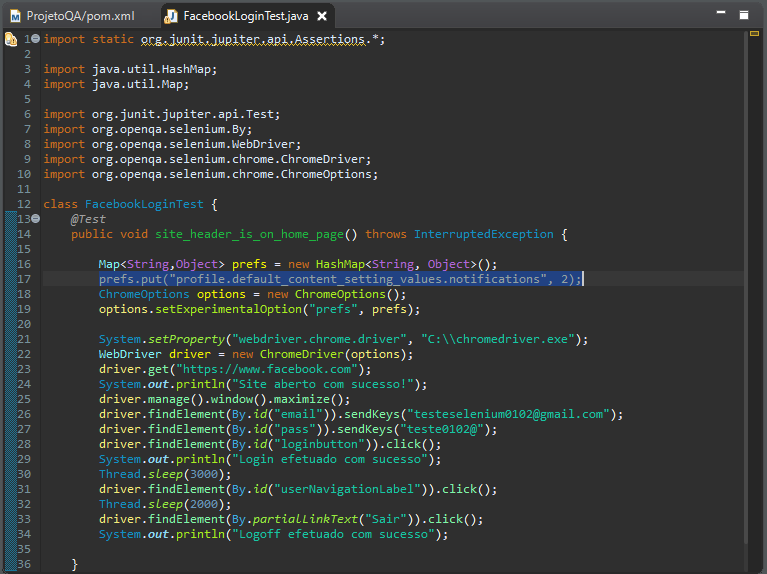 ProjetoQA/pom.xml FacebookLoginTest.java
1 import static org.junit.jupiter.api.Assertions.*;
2
3 import java.util.HashMap;
4 import java.util.Map;
5
6 import org.junit.jupiter.api.Test;
7 import org.openqa.selenium.By;
8 import org.openqa.selenium.WebDriver;
9 import org.openqa.selenium.chrome.ChromeDriver;
10 import org.openqa.selenium.chrome.ChromeOptions;
11
12 class FacebookLoginTest {
13 @Test
14 public void site_header_is_on_home_page() throws InterruptedException {
15
16 Map<String,Object> prefs = new HashMap<String, Object>();
17 prefs.put("profile.default_content_setting_values.notifications", 2);
18 ChromeOptions options = new ChromeOptions();
19 options.setExperimentalOption("prefs", prefs);
20
21 System.setProperty("webdriver.chrome.driver", "C:\\chromedriver.exe");
22 WebDriver driver = new ChromeDriver(options);
23 driver.get("https://www.facebook.com");
24 System.out.println("Site aberto com sucesso!");
25 driver.manage().window().maximize();
26 driver.findElement(By.id("email")).sendKeys("testeselenium0102@gmail.com");
27 driver.findElement(By.id("pass")).sendKeys("teste0102@");
28 driver.findElement(By.id("loginbutton")).click();
29 System.out.println("Login efetuado com sucesso");
30 Thread.sleep(3000);
31 driver.findElement(By.id("userNavigationLabel")).click();
32 Thread.sleep(2000);
33 driver.findElement(By.partialLinkText("Sair")).click();
34 System.out.println("Logoff efetuado com sucesso");
35
36 }